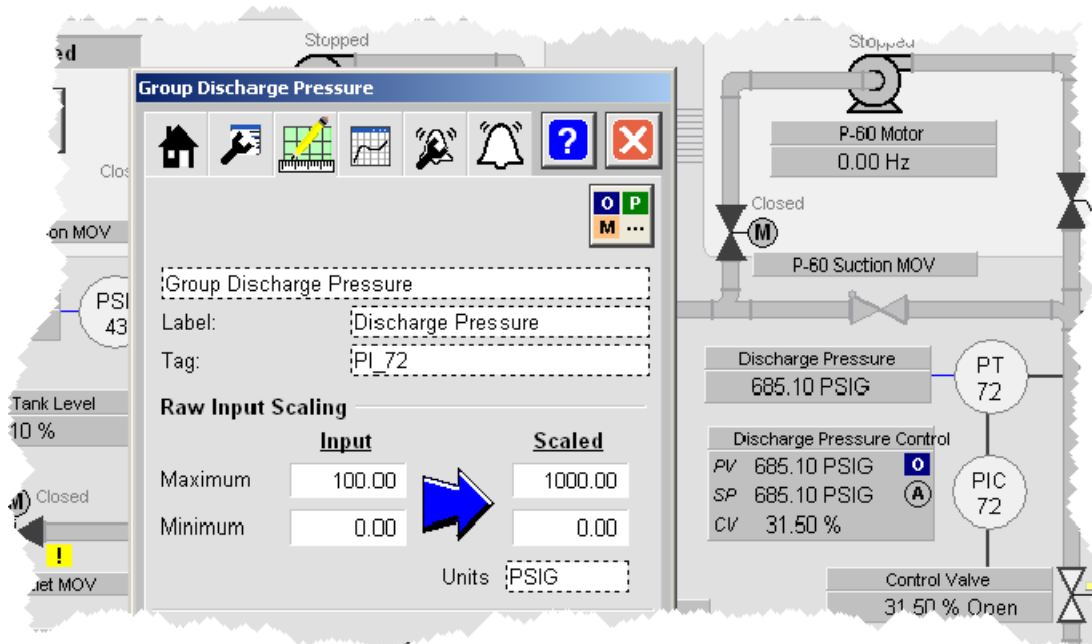 Stopped
Stopped
Group Discharge Pressure
?
P-60 Motor
0.00 Hz
O P
M ...
Closed
M
P-60 Suction MOV
Group Discharge Pressure
Label: Discharge Pressure
Tag: PI_72
Raw Input Scaling
Input Scaled
Maximum 100.00 1000.00
Minimum 0.00 0.00
Units PSIG
43
Tank Level
10 %
M Closed
!
MOV
on MOV
Discharge Pressure
685.10 PSIG
PT
72
Discharge Pressure Control
PV 685.10 PSIG O
SP 685.10 PSIG A
CV 31.50 %
PIC
72
Control Valve
31.50 % Open